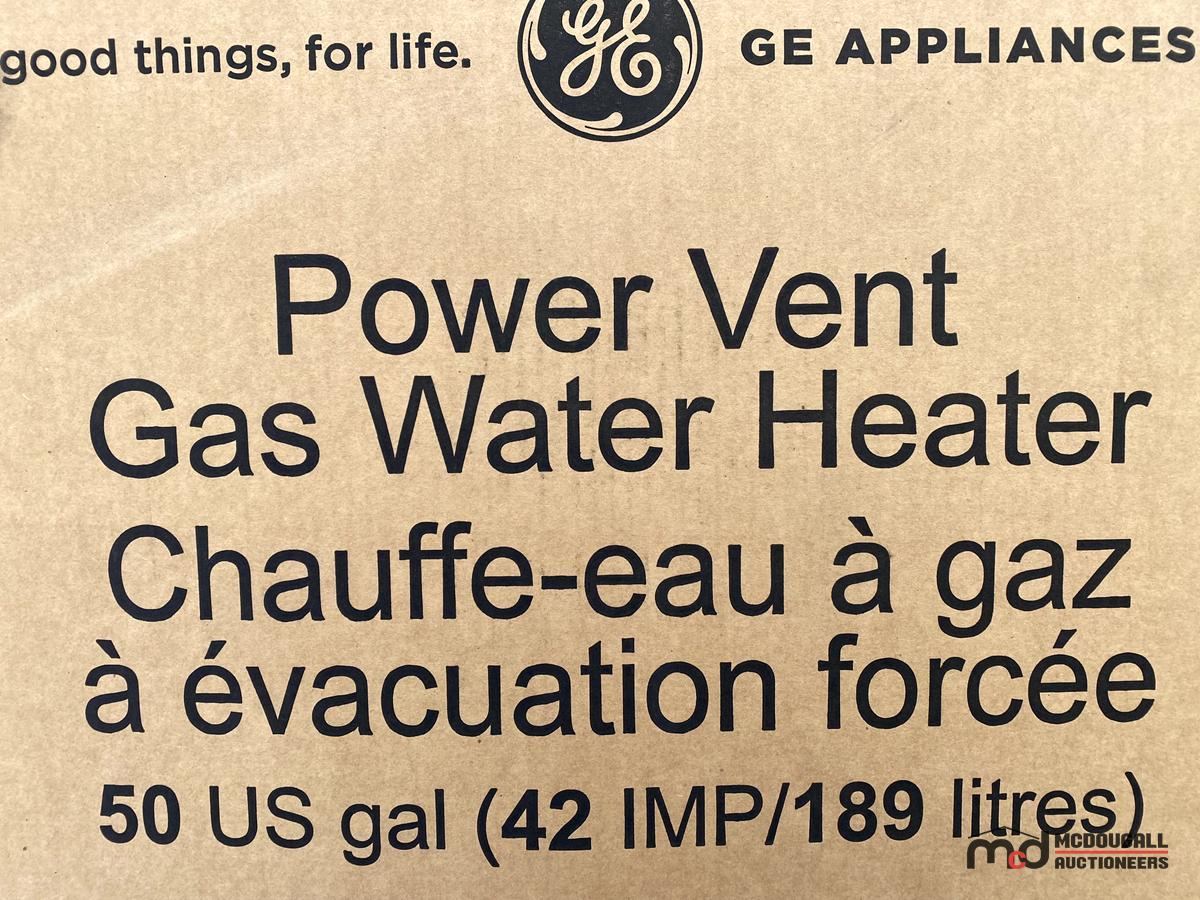 good things, for life. GE GE APPLIANCES
Power Vent
Gas Water Heater
Chauffe-eau à gaz
à évacuation forcée
50 US gal (42 IMP/189 litres)
mcd MCDOUGALL
AUCTIONEERS